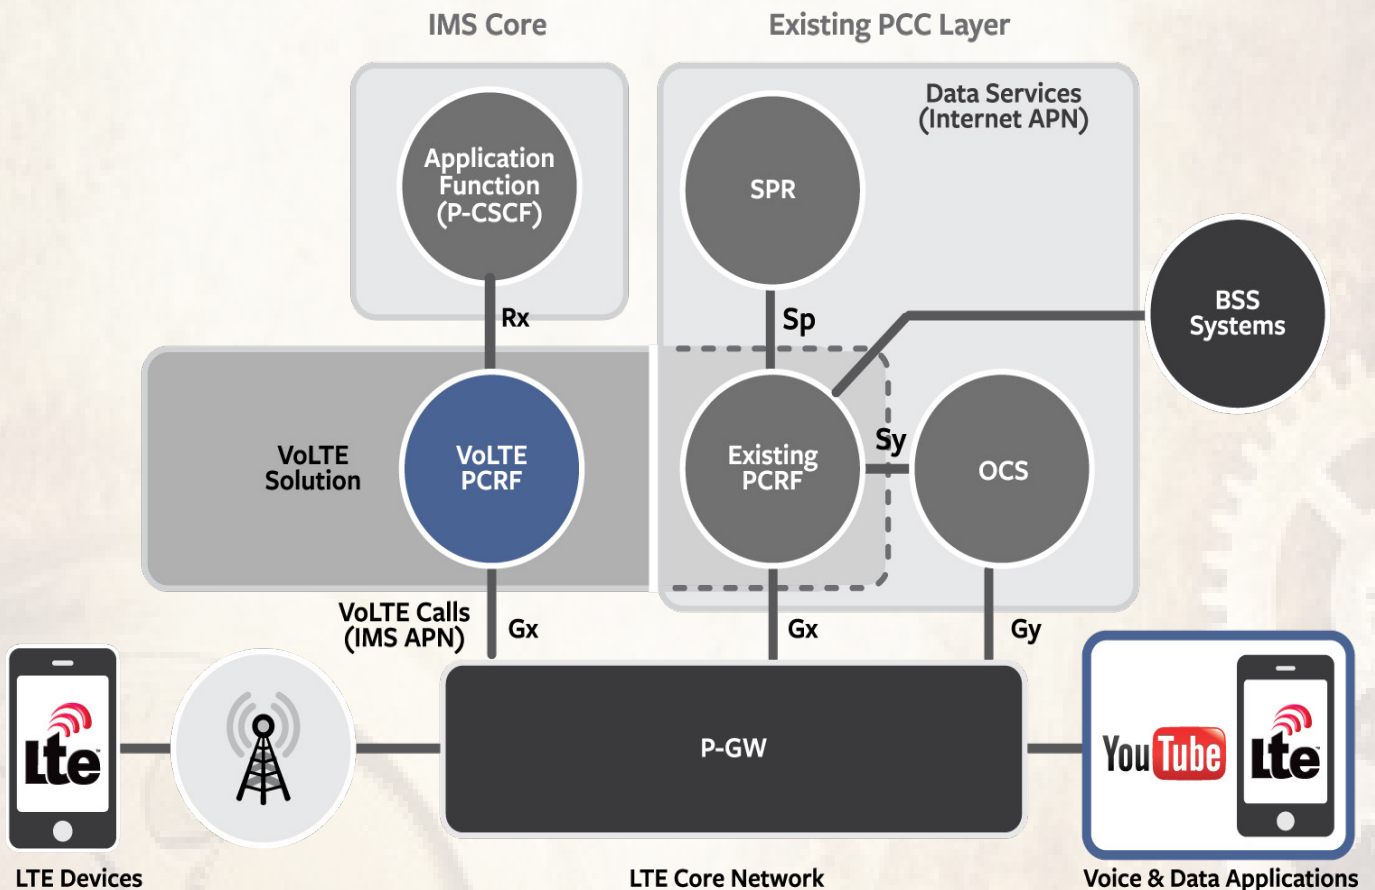 IMS Core
Existing PCC Layer
Data Services
(Internet APN)
Application
Function
(P-CSCF)
SPR
BSS
Systems
Rx
Sp
VoLTE
Solution
VoLTE
PCRF
Existing
PCRF
Sy
OCS
VoLTE Calls
(IMS APN)
Gx
Gx
Gy
Lte
P-GW
YouTube
Lte
LTE Devices
LTE Core Network
Voice & Data Applications